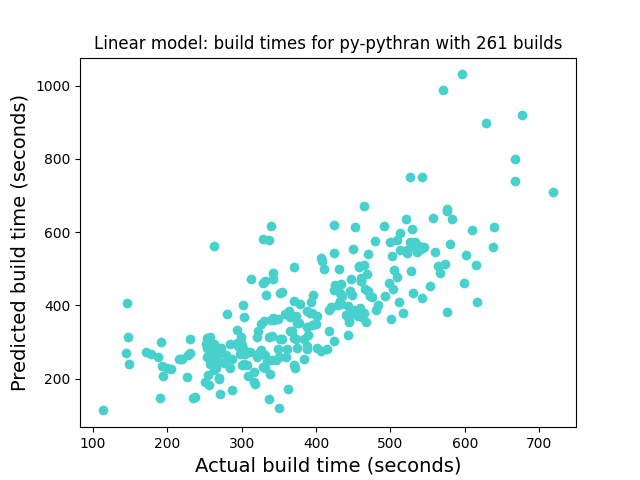 Linear model: build times for py-pythran with 261 builds
Predicted build time (seconds)
1000
800
600
400
200
100 200 300 400 500 600 700
Actual build time (seconds)